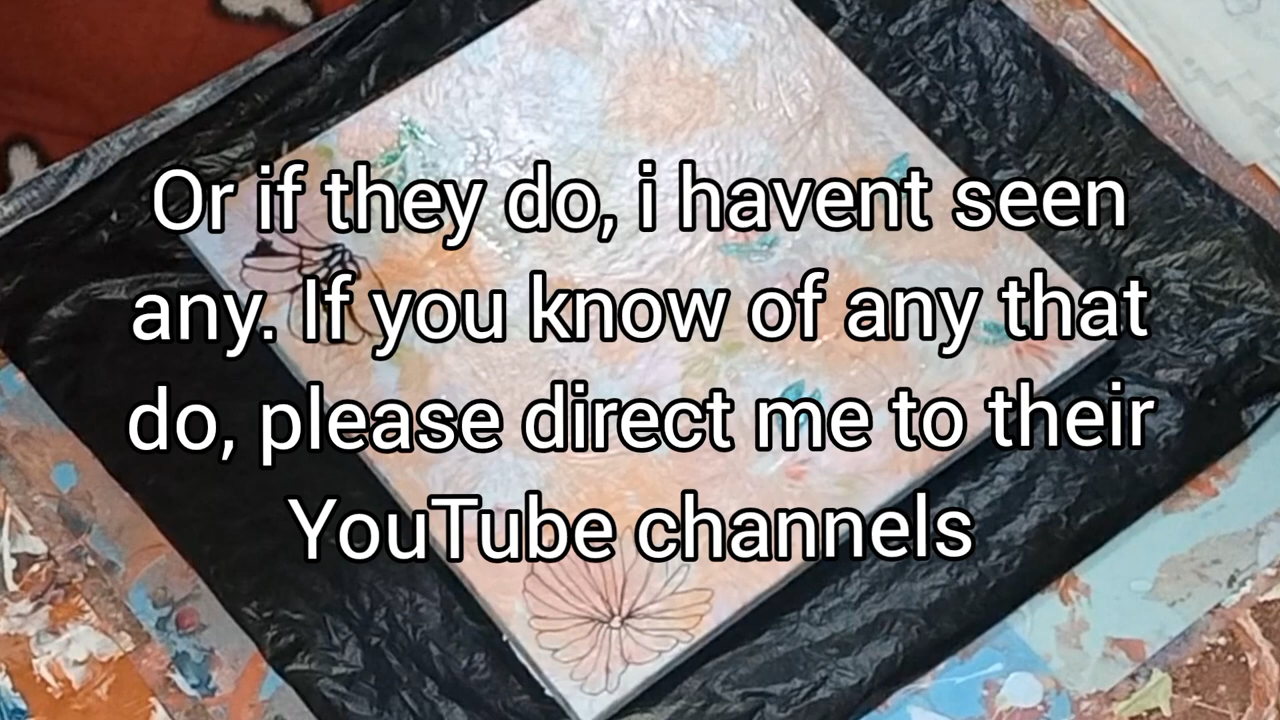 Or if they do, i havent seen
any. If you know of any that
do, please direct me to their
YouTube channels